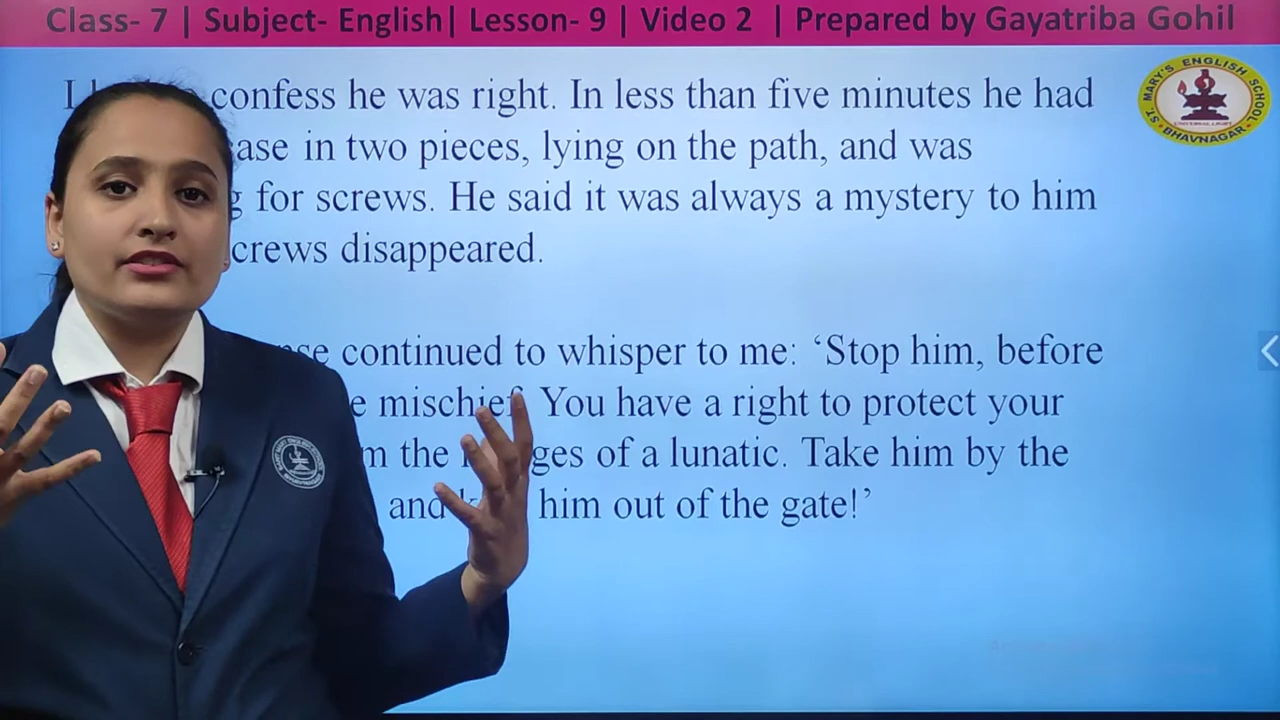 Class- 7 | Subject- English| Lesson- 9 | Video 2 | Prepared by Gayatriba Gohil
I confess he was right. In less than five minutes he had
in two pieces, lying on the path, and was
for screws. He said it was always a mystery to him
disappeared.
continued to whisper to me: ‘Stop him, before
mischief. You have a right to protect your
the of a lunatic. Take him by the
and him out of the gate!’
ST. MARY'S ENGLISH SCHOOL
BHAVNAGAR